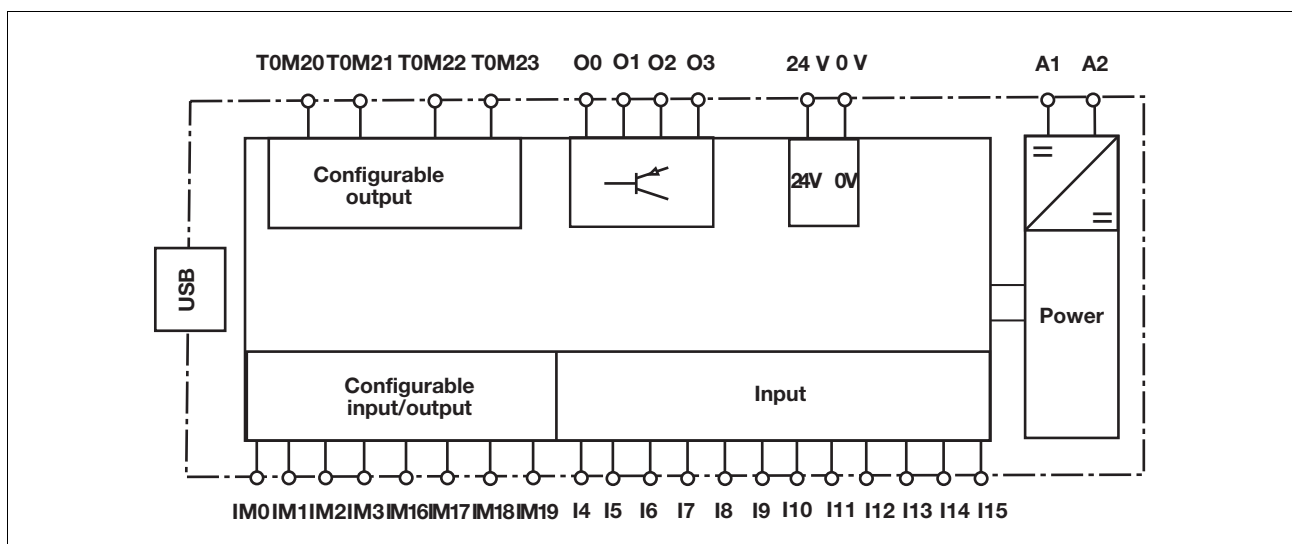 T0M20 T0M21 T0M22 T0M23 O0 O1 O2 O3 24 V 0 V A1 A2
Configurable
output
24V 0V
USB
Power
Configurable
input/output
Input
IM0 IM1 IM2 IM3 IM16 IM17 IM18 IM19 I4 I5 I6 I7 I8 I9 I10 I11 I12 I13 I14 I15